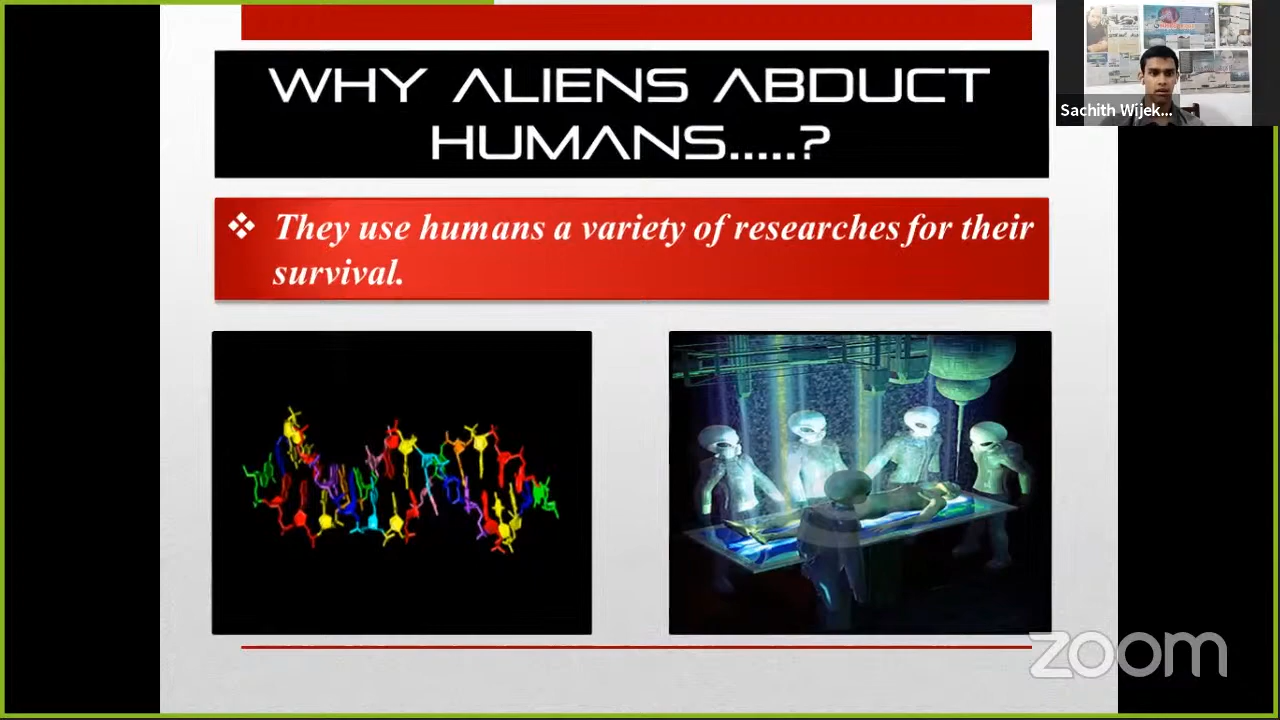 WHY ALIENS ABDUCT
HUMANS.....?
Sachith Wijek...
They use humans a variety of researches for their
survival.
zoom